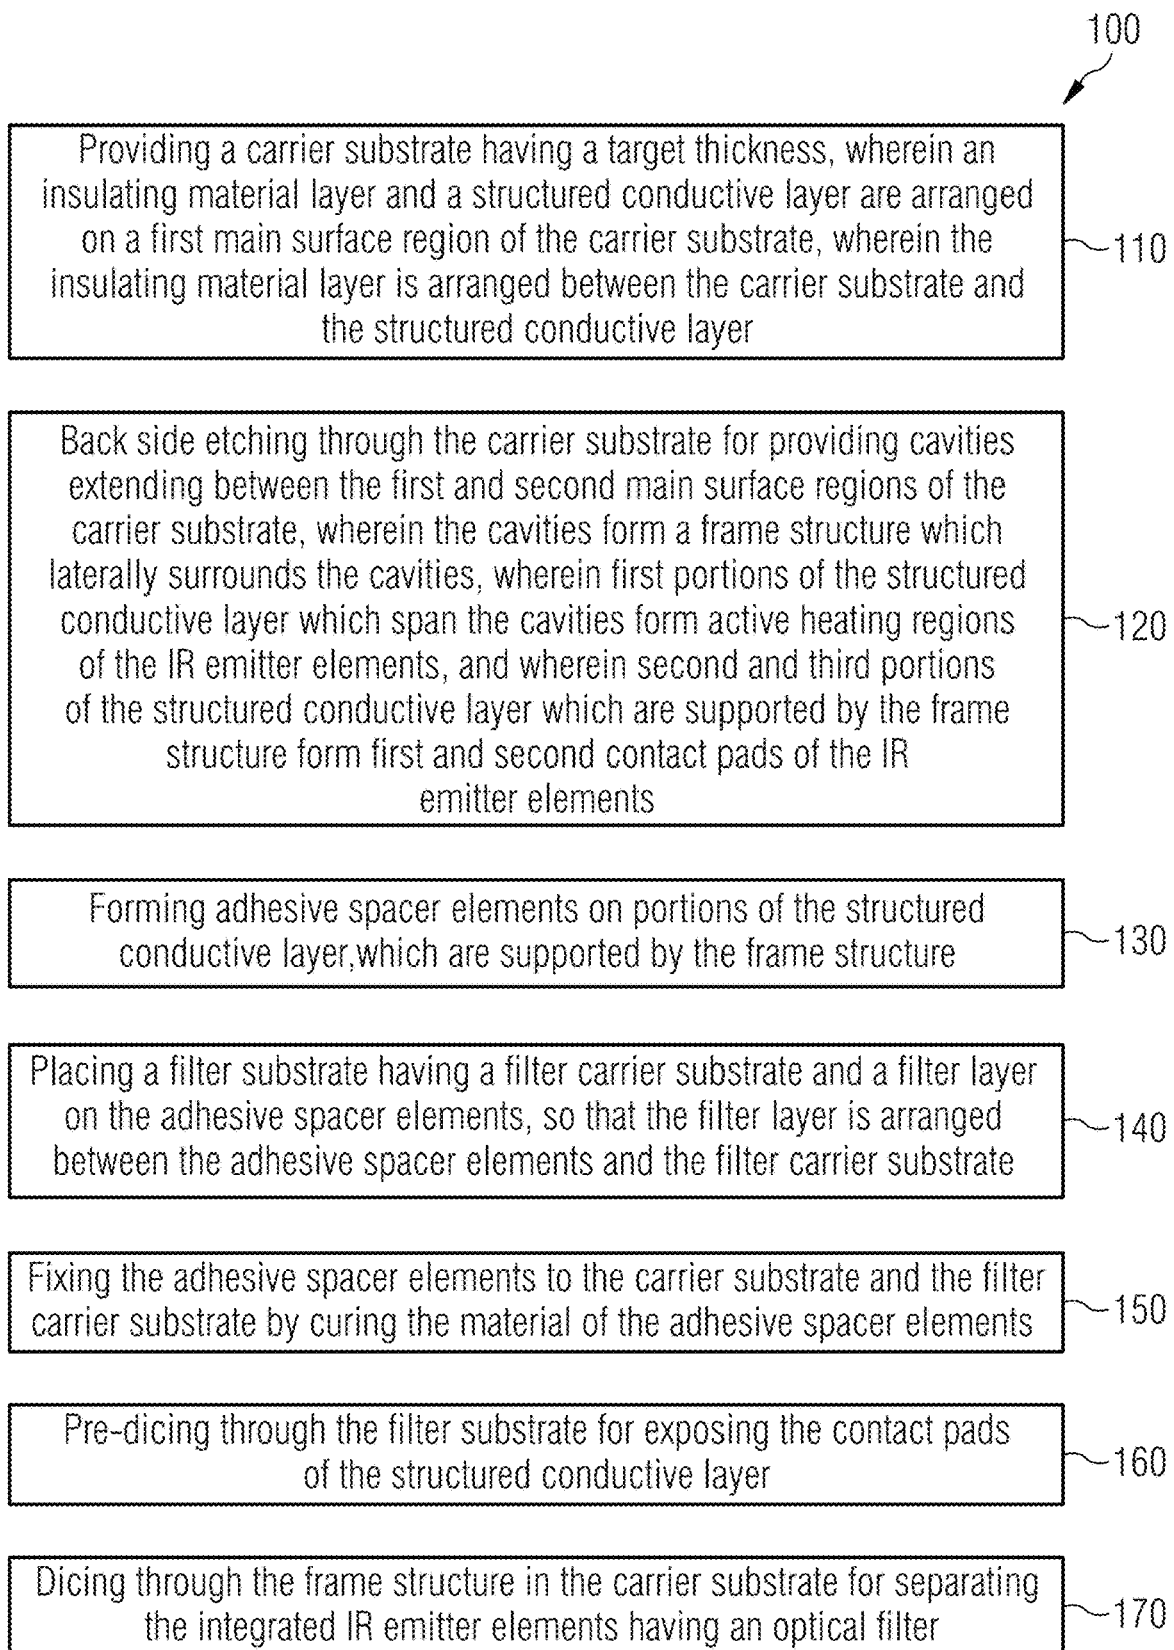 100
Providing a carrier substrate having a target thickness, wherein an
insulating material layer and a structured conductive layer are arranged
on a first main surface region of the carrier substrate, wherein the
insulating material layer is arranged between the carrier substrate and
the structured conductive layer
110
Back side etching through the carrier substrate for providing cavities
extending between the first and second main surface regions of the
carrier substrate, wherein the cavities form a frame structure which
laterally surrounds the cavities, wherein first portions of the structured
conductive layer which span the cavities form active heating regions
of the IR emitter elements, and wherein second and third portions
of the structured conductive layer which are supported by the frame
structure form first and second contact pads of the IR
emitter elements
120
Forming adhesive spacer elements on portions of the structured
conductive layer,which are supported by the frame structure
130
Placing a filter substrate having a filter carrier substrate and a filter layer
on the adhesive spacer elements, so that the filter layer is arranged
between the adhesive spacer elements and the filter carrier substrate
140
Fixing the adhesive spacer elements to the carrier substrate and the filter
carrier substrate by curing the material of the adhesive spacer elements
150
Pre-dicing through the filter substrate for exposing the contact pads
of the structured conductive layer
160
Dicing through the frame structure in the carrier substrate for separating
the integrated IR emitter elements having an optical filter
170